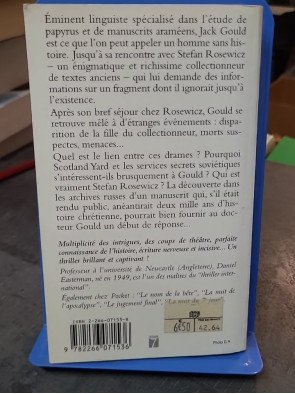 Éminent linguiste spécialisé dans l'étude de
papyrus et de manuscrits araméens, Jack Gould
est ce que l'on peut appeler un homme sans his-
toire. Jusqu'à sa rencontre avec Stefan Rosewicz
– un énigmatique et richissime collectionneur
de textes anciens – qui lui demande des infor-
mations sur un fragment dont il ignorait jusqu'à
l'existence.
Après son bref séjour chez Rosewicz, Gould
se retrouve mêlé à d'étranges événements : dis-
parition de la fille du collectionneur, morts sus-
pectes, menaces...
Quel est le lien entre ces drames ? Pourquoi
Scotland Yard et les services secrets soviétiques
s'intéressent-ils brusquement à Gould ? Qui est
vraiment Stefan Rosewicz ? La découverte dans
les archives russes d'un manuscrit qui, s'il était
rendu public, anéantirait deux mille ans d'his-
toire chrétienne, pourrait bien fournir au doc-
teur Gould un début de réponse...
Multiplicité des intrigues, des coups de théâtre, parfaite
connaissance de l'histoire, écriture nerveuse et incisive... Un
thriller brillant et captivant !
Professeur à l'université de Newcastle (Angleterre), Daniel
Easterman, né en 1949, est l'un des maîtres du "thriller inter-
national"
Également chez Pocket : "Le nom de la bête", "La nuit de
l'apocalypse", "Le jugement final", "La nuit du 7e jour"
ISBN 2-266-07153-8
9 782266 071536
7
6€50
42.64